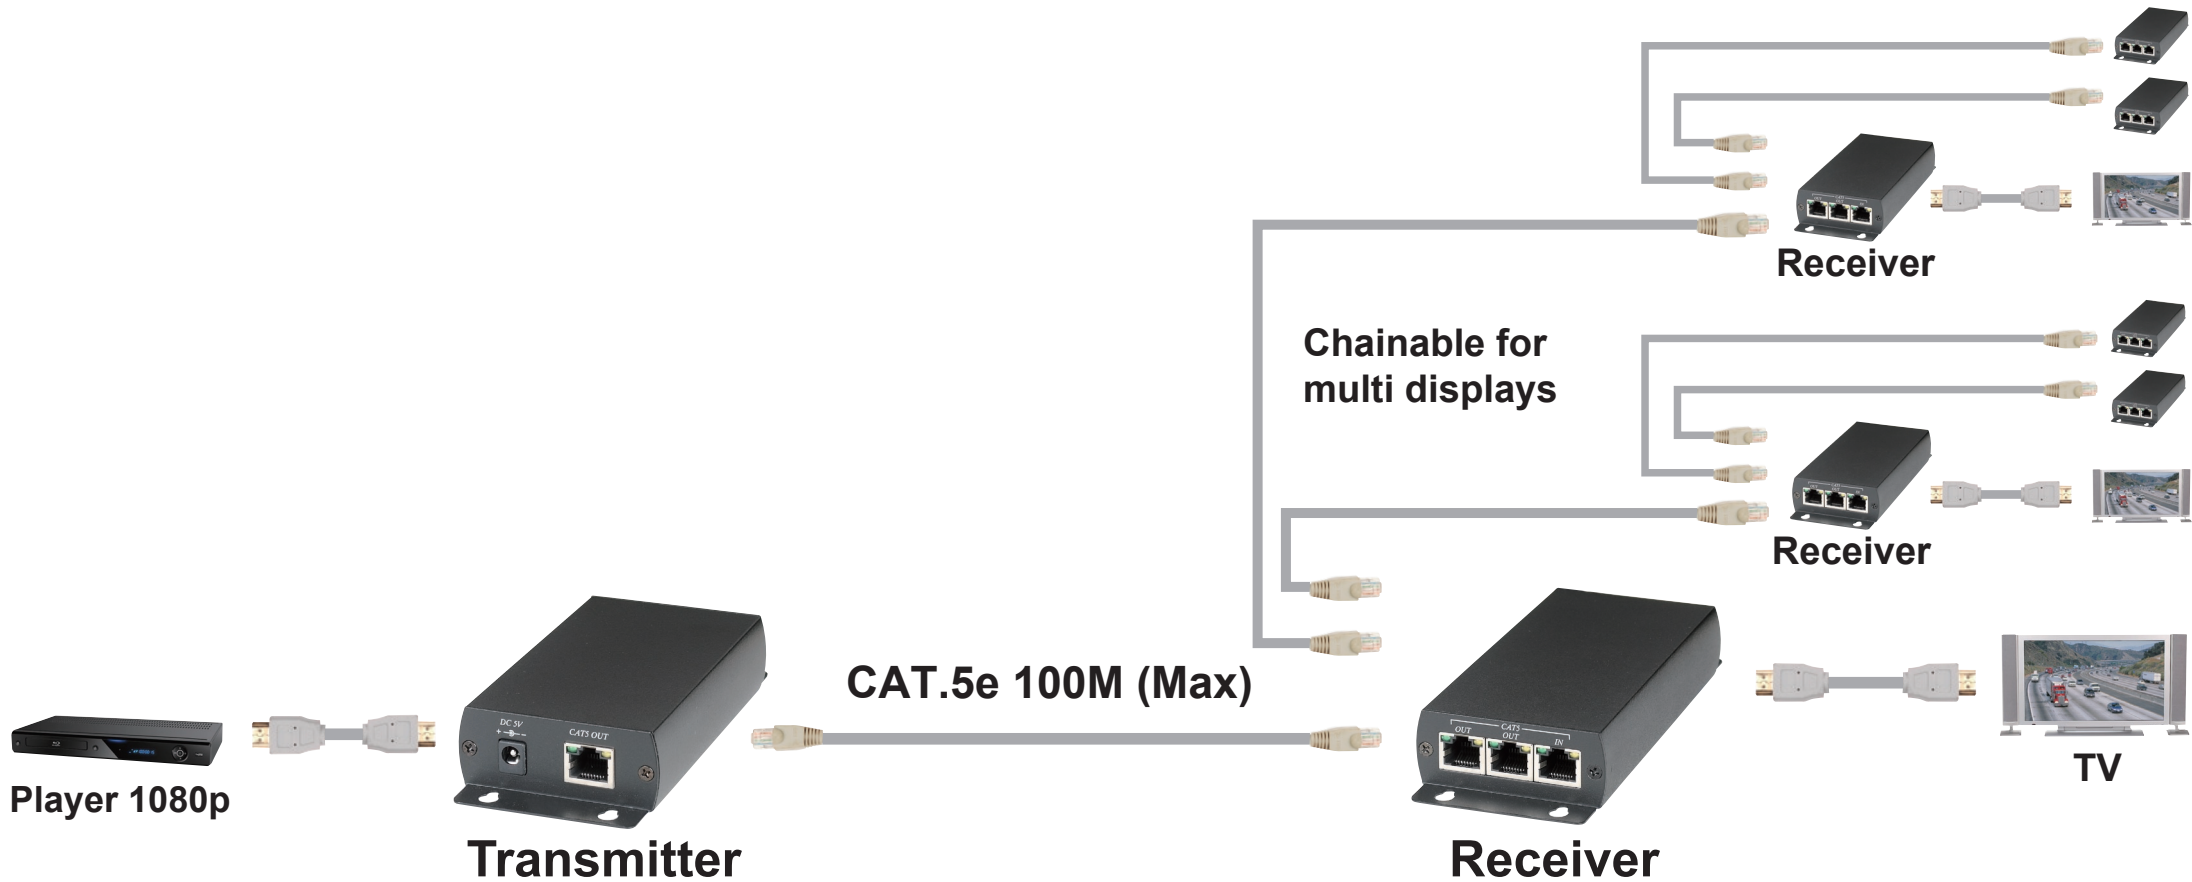 Receiver
Chainable for
multi displays
Receiver
CAT.5e 100M (Max)
DC 5V
+ -
CAT5 OUT
CAT5
OUT
OUT
IN
TV
Player 1080p
Transmitter
Receiver